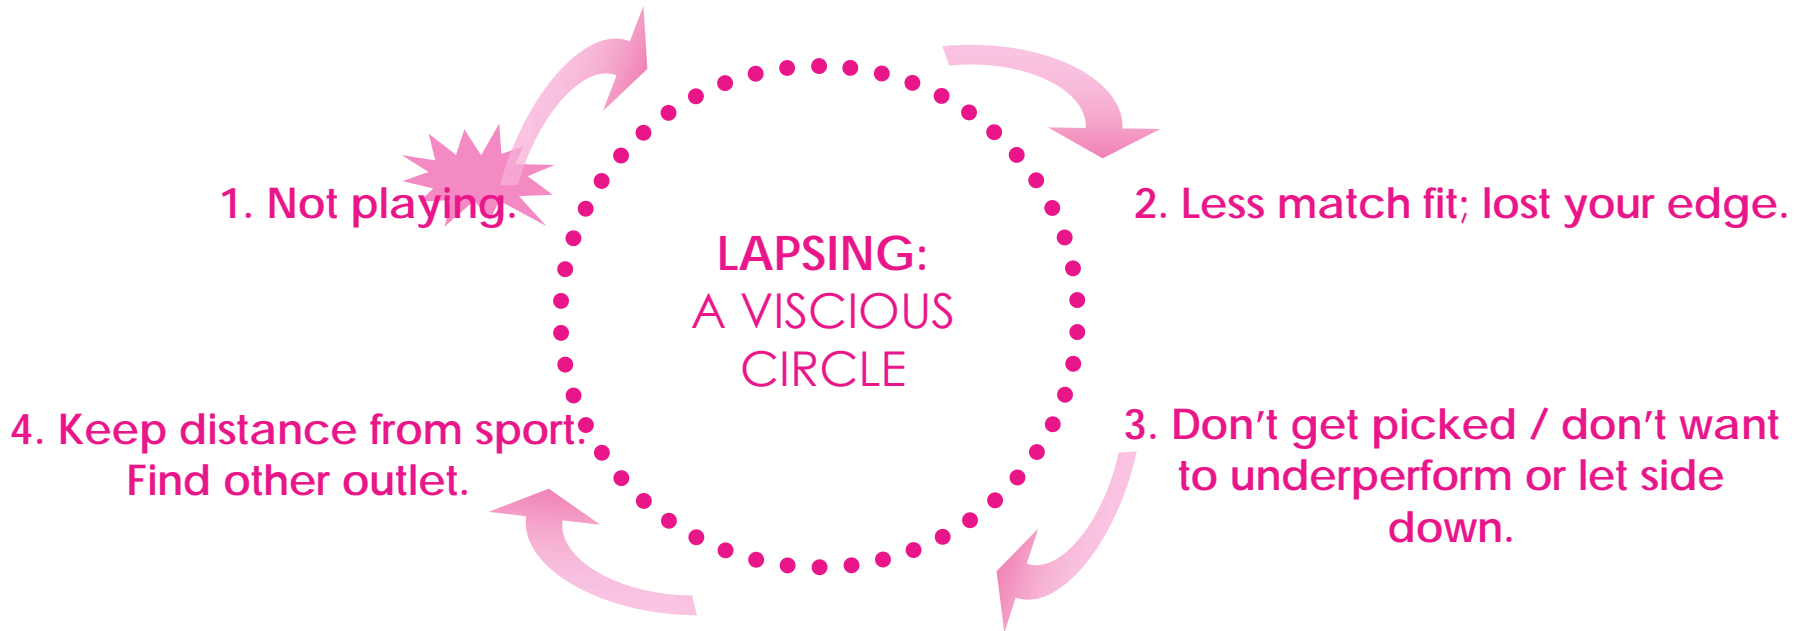 1. Not playing.
2. Less match fit; lost your edge.
LAPSING:
A VISCIOUS
CIRCLE
3. Don't get picked / don't want
to underperform or let side
down.
4. Keep distance from sport.
Find other outlet.